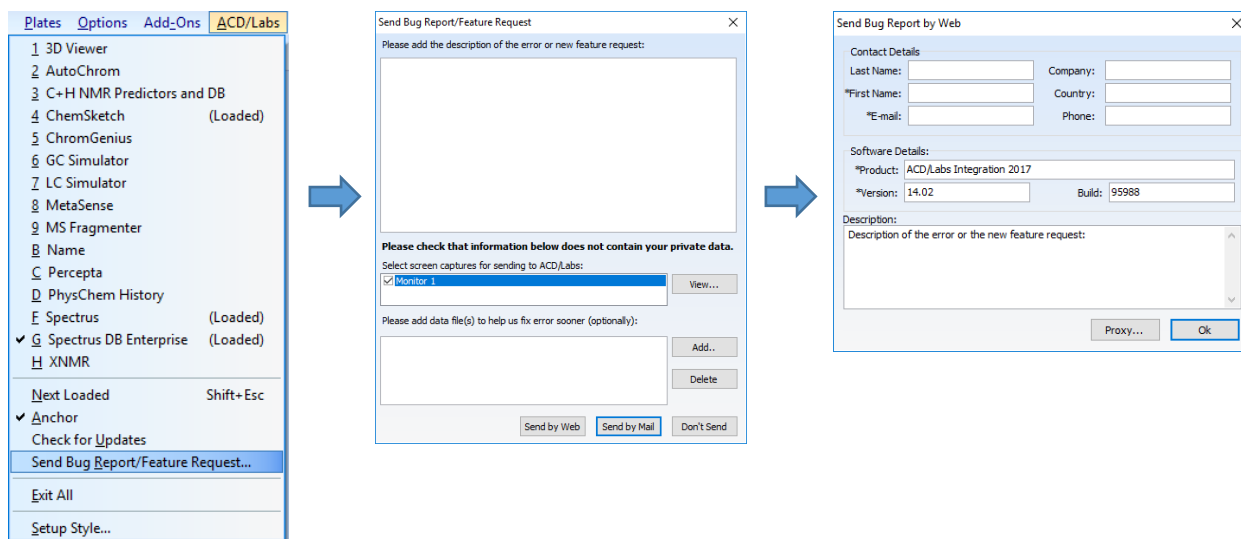 Plates Options Add-Ons ACD/Labs
1 3D Viewer
2 AutoChrom
3 C+H NMR Predictors and DB
4 ChemSketch (Loaded)
5 ChromGenius
6 GC Simulator
7 LC Simulator
8 MetaSense
9 MS Fragmenter
B Name
C Percepta
D PhysChem History
F Spectrus (Loaded)
G Spectrus DB Enterprise (Loaded)
H XNMR
Next Loaded Shift+Esc
Anchor
Check for Updates
Send Bug Report/Feature Request...
Exit All
Setup Style...
Send Bug Report/Feature Request
Please add the description of the error or new feature request:
Please check that information below does not contain your private data.
Select screen captures for sending to ACD/Labs:
Monitor 1
View...
Please add data file(s) to help us fix error sooner (optionally):
Add..
Delete
Send by Web Send by Mail Don't Send
Send Bug Report by Web
Contact Details
Last Name: Company:
*First Name: Country:
*E-mail: Phone:
Software Details:
*Product: ACD/Labs Integration 2017
*Version: 14.02 Build: 95988
Description:
Description of the error or the new feature request:
Proxy... Ok